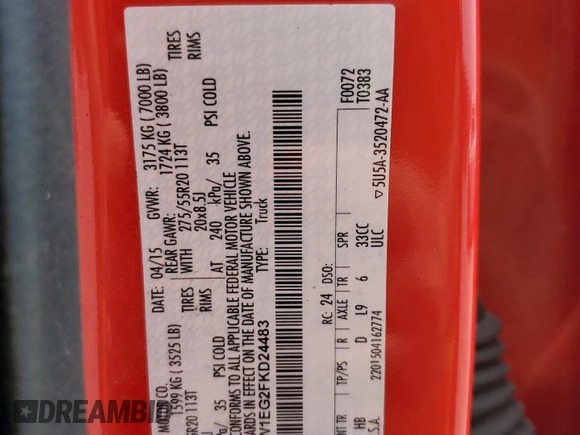 MOTOR CO.
DATE: 04/15 GVWR: 3175 KG ( 7000 LB)
1599 KG ( 3525 LB) REAR GAWR: 1724 KG ( 3800 LB)
113T TIRES WITH 275/55R20 113T TIRES
RIMS 20x8.5J RIMS
35 PSI COLD AT 240 kPa/ 35 PSI COLD
CONFORMS TO ALL APPLICABLE FEDERAL MOTOR VEHICLE
IN EFFECT ON THE DATE OF MANUFACTURE SHOWN ABOVE.
1EG2FKD24483 TYPE: Truck
F0072
RC: 24 DSO: T0383
INT TR TP/PS R AXLE TR SPR
HB D L9 6 33CC
U.S.A. 2201504162774 ULC
▽5U5A-3520472-AA
DREAMBID